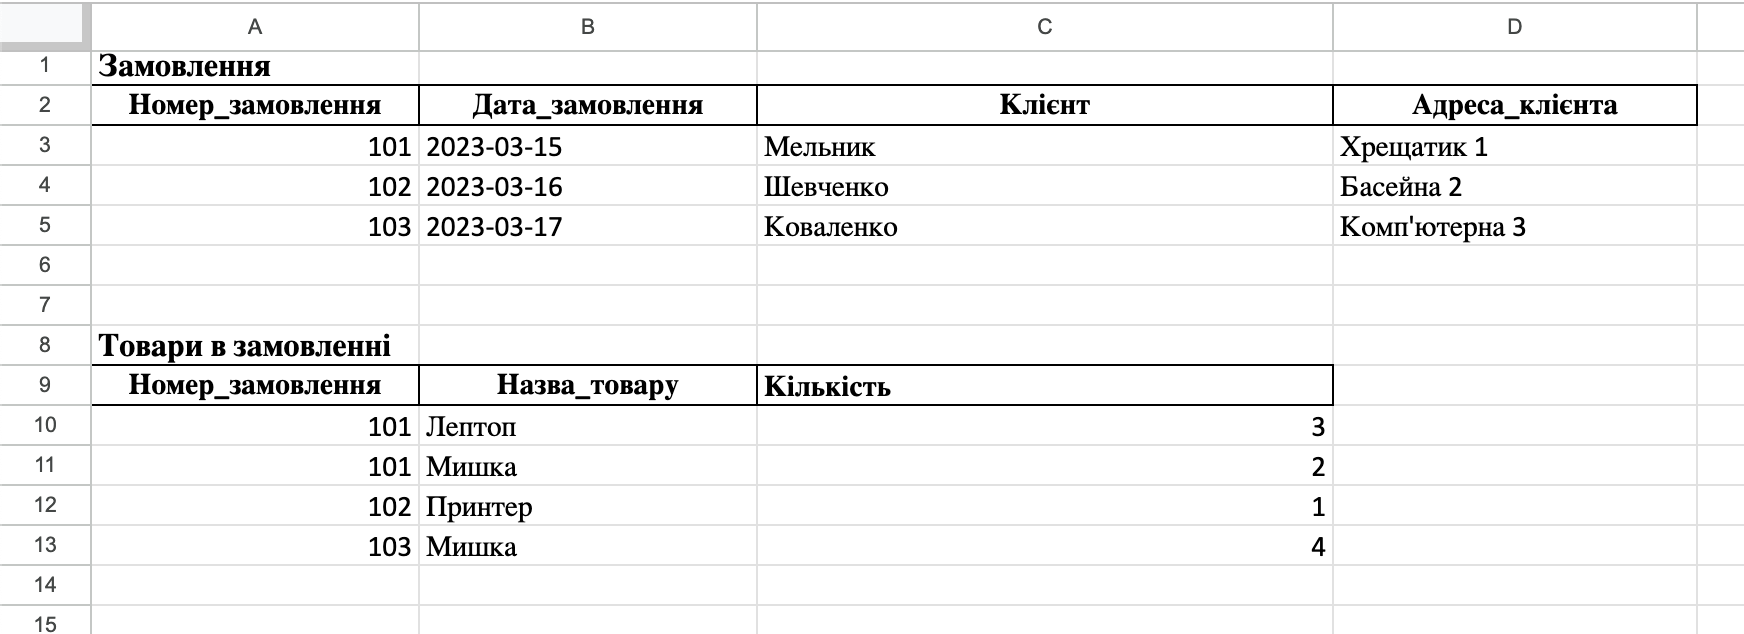 A B C D
1 Замовлення
2 Номер_замовлення Дата_замовлення Клієнт Адреса_клієнта
3 101 2023-03-15 Мельник Хрещатик 1
4 102 2023-03-16 Шевченко Басейна 2
5 103 2023-03-17 Коваленко Комп'ютерна 3
6
7
8 Товари в замовленні
9 Номер_замовлення Назва_товару Кількість
10 101 Лептоп 3
11 101 Мишка 2
12 102 Принтер 1
13 103 Мишка 4
14
15